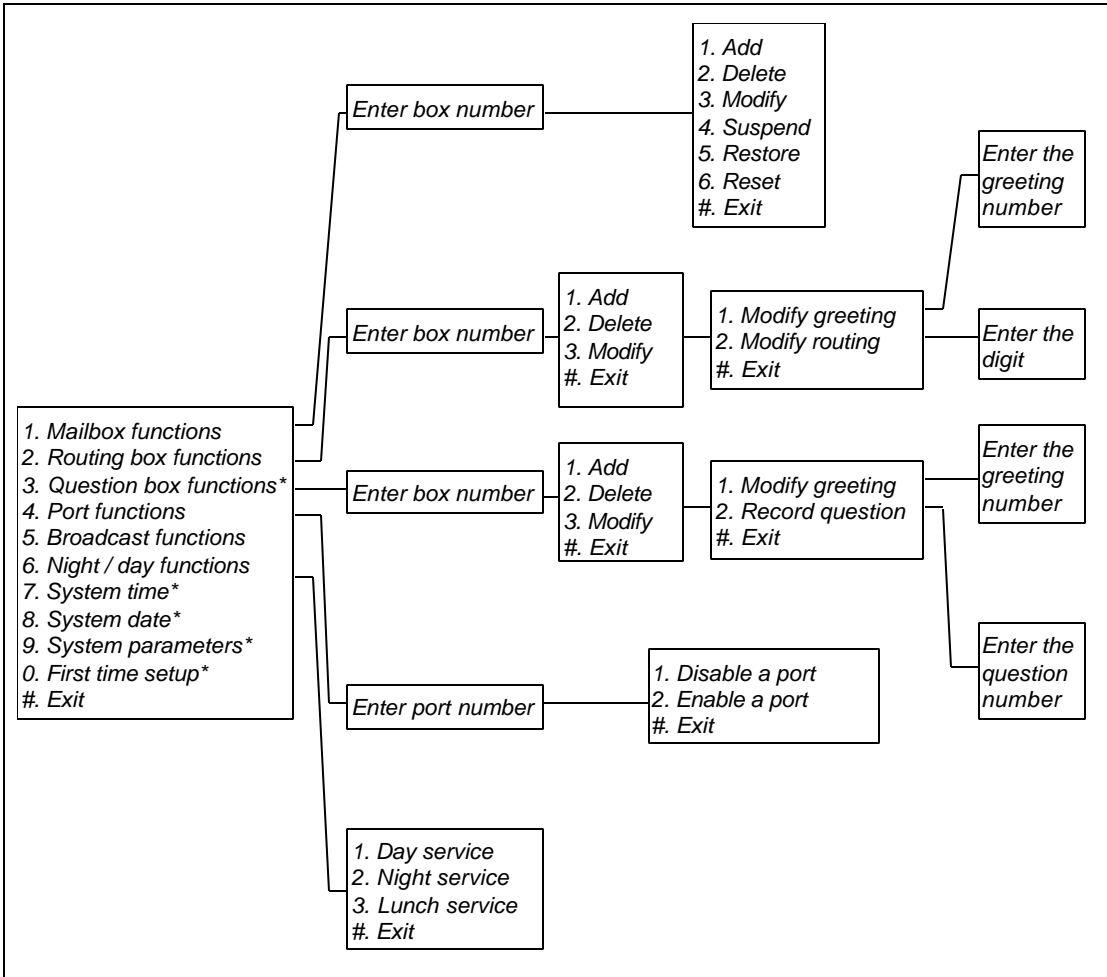 1. Mailbox functions
2. Routing box functions
3. Question box functions*
4. Port functions
5. Broadcast functions
6. Night / day functions
7. System time*
8. System date*
9. System parameters*
0. First time setup*
#. Exit
Enter box number
1. Add
2. Delete
3. Modify
4. Suspend
5. Restore
6. Reset
#. Exit
Enter box number
1. Add
2. Delete
3. Modify
#. Exit
1. Modify greeting
2. Modify routing
#. Exit
Enter the
greeting
number
Enter the
digit
Enter box number
1. Add
2. Delete
3. Modify
#. Exit
1. Modify greeting
2. Record question
#. Exit
Enter the
greeting
number
Enter the
question
number
Enter port number
1. Disable a port
2. Enable a port
#. Exit
1. Day service
2. Night service
3. Lunch service
#. Exit